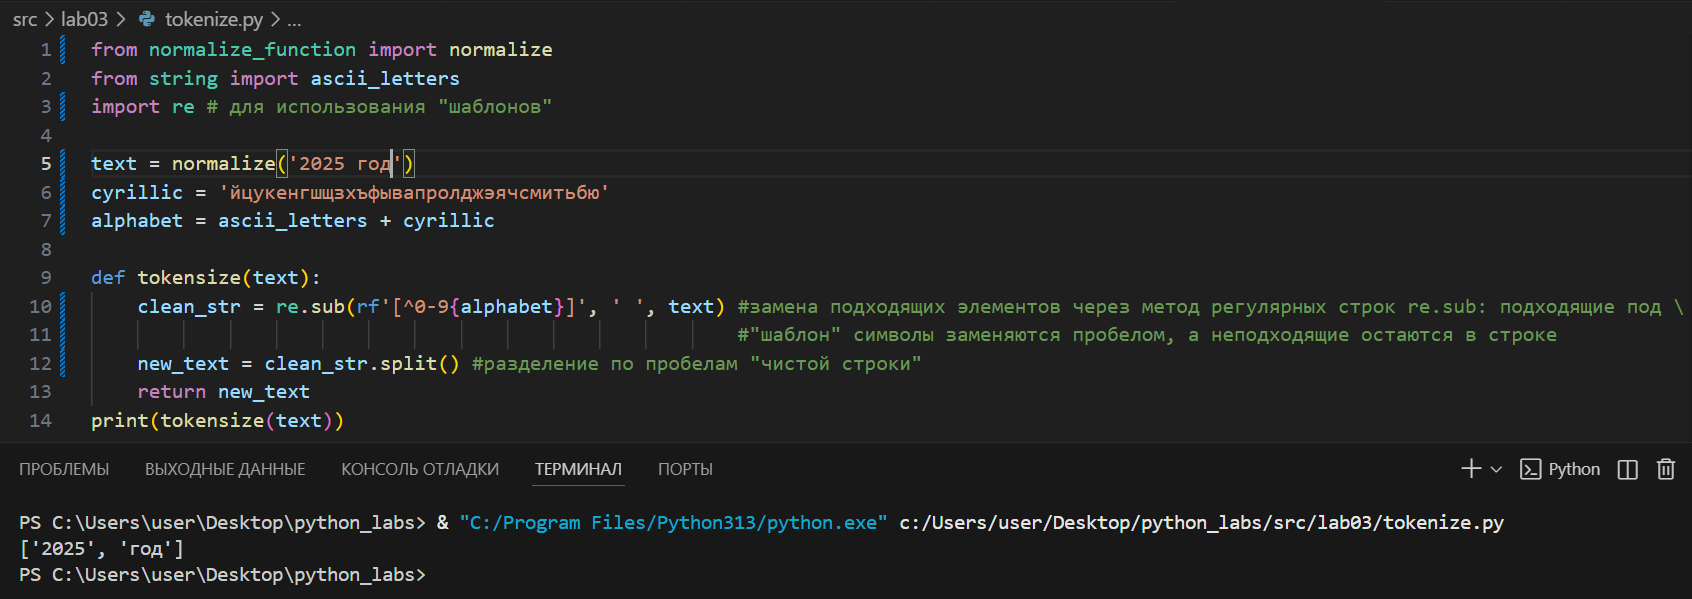 src > lab03 > tokenize.py > ...
1 from normalize_function import normalize
2 from string import ascii_letters
3 import re # для использования "шаблонов"
4
5 text = normalize('2025 год')
6 cyrillic = 'йцукенгшщзхъфывапролджэячсмитьбю'
7 alphabet = ascii_letters + cyrillic
8
9 def tokensize(text):
10 clean_str = re.sub(rf'[^0-9{alphabet}]', ' ', text) #замена подходящих элементов через метод регулярных строк re.sub: подходящие под \
11 #"шаблон" символы заменяются пробелом, а неподходящие остаются в строке
12 new_text = clean_str.split() #разделение по пробелам "чистой строки"
13 return new_text
14 print(tokensize(text))
ПРОБЛЕМЫ ВЫХОДНЫЕ ДАННЫЕ КОНСОЛЬ ОТЛАДКИ ТЕРМИНАЛ ПОРТЫ Python
PS C:\Users\user\Desktop\python_labs> & "C:/Program Files/Python313/python.exe" c:/Users/user/Desktop/python_labs/src/lab03/tokenize.py
['2025', 'год']
PS C:\Users\user\Desktop\python_labs>